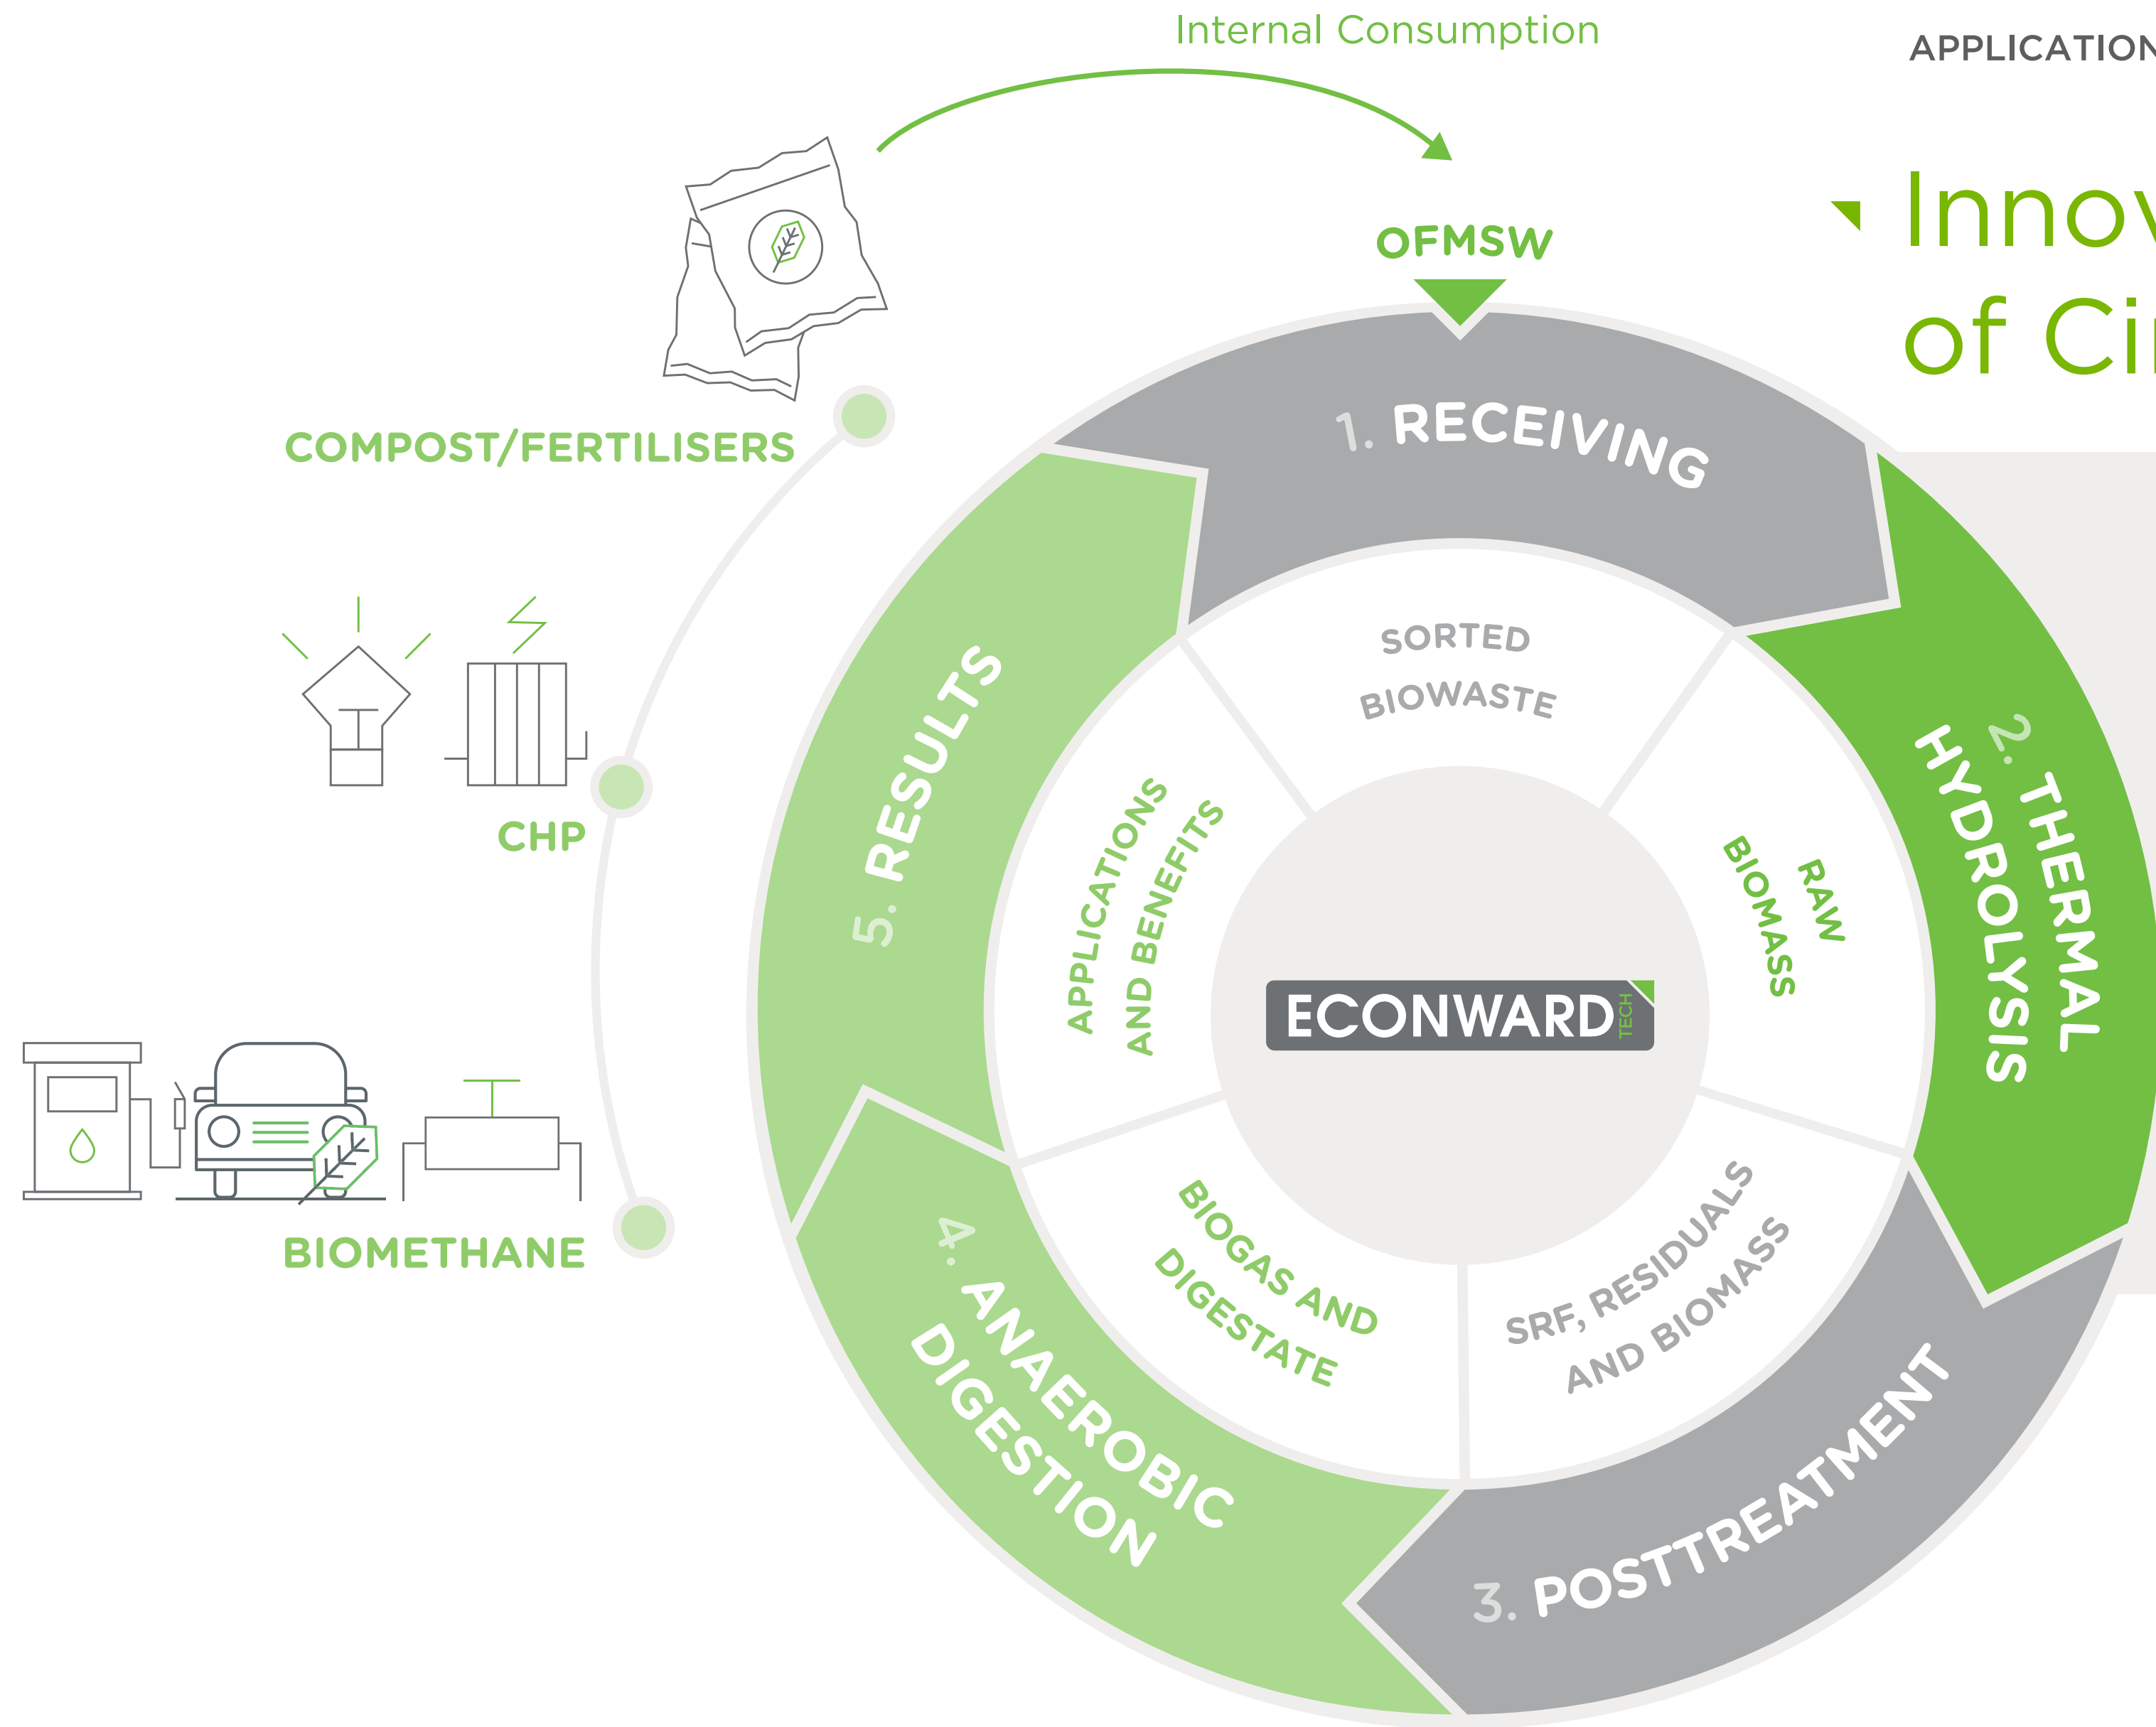 Internal Consumption
APPLICATION
Innov
of Ci
OFMSW
1. RECEIVING
SORTED
BIOWASTE
2. THERMAL
HYDROLYSIS
RAW
BIOMASS
3. POSTTREATMENT
SRF, RESIDUALS
AND BIOMASS
4. ANAEROBIC
DIGESTION
BIOGAS AND
DIGESTATE
5. RESULTS
APPLICATIONS
AND BENEFITS
ECONWARD TECH
COMPOST/FERTILISERS
CHP
BIOMETHANE